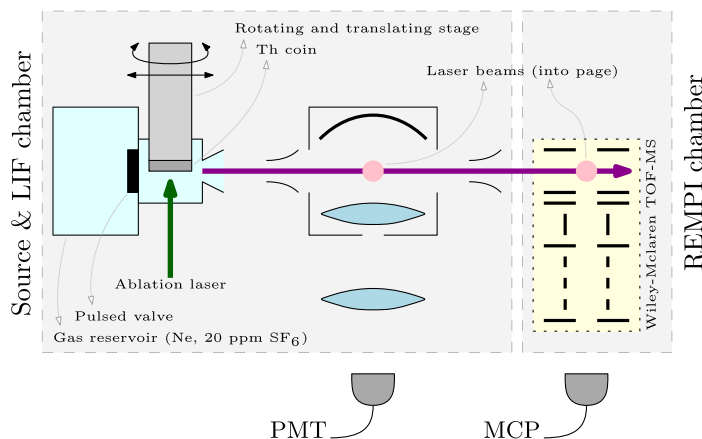 Rotating and translating stage
Th coin
Laser beams (into page)
Source & LIF chamber
REMPI chamber
Wiley-Mclaren TOF-MS
Ablation laser
Pulsed valve
Gas reservoir (Ne, 20 ppm SF₆)
PMT
MCP